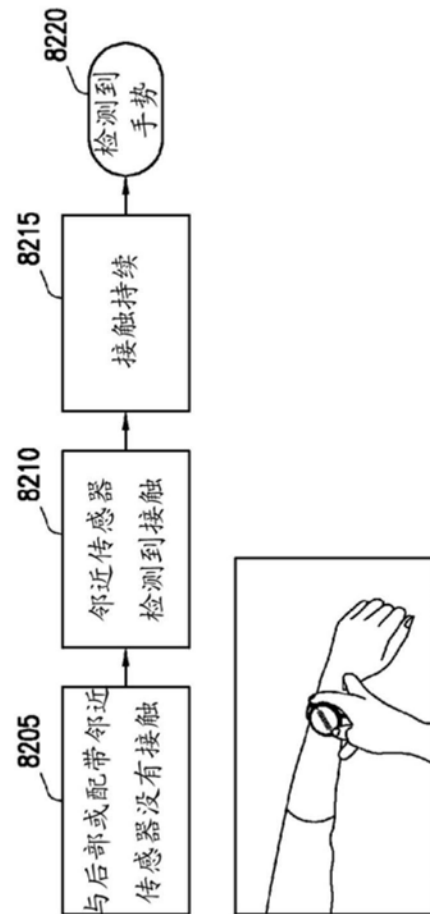 8205
与后部或配带邻近
传感器没有接触
8210
邻近传感器
检测到接触
8215
接触持续
8220
检测到
手势